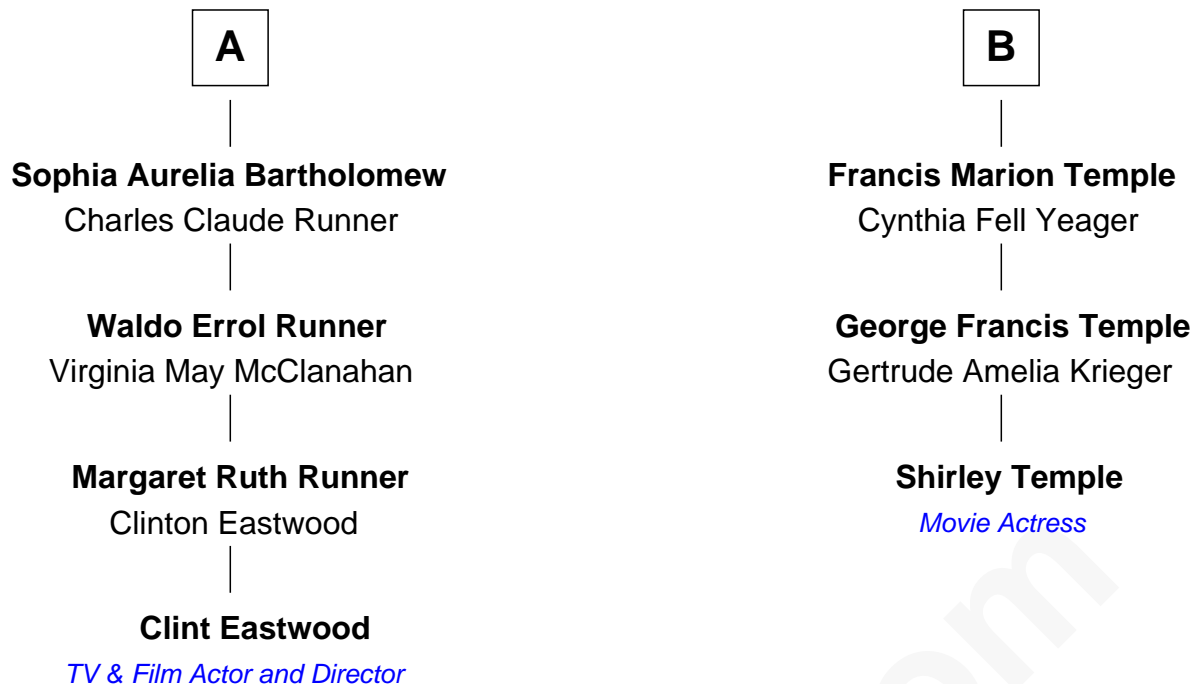 A
Sophia Aurelia Bartholomew
Charles Claude Runner
Waldo Errol Runner
Virginia May McClanahan
Margaret Ruth Runner
Clinton Eastwood
Clint Eastwood
TV & Film Actor and Director
B
Francis Marion Temple
Cynthia Fell Yeager
George Francis Temple
Gertrude Amelia Krieger
Shirley Temple
Movie Actress
om